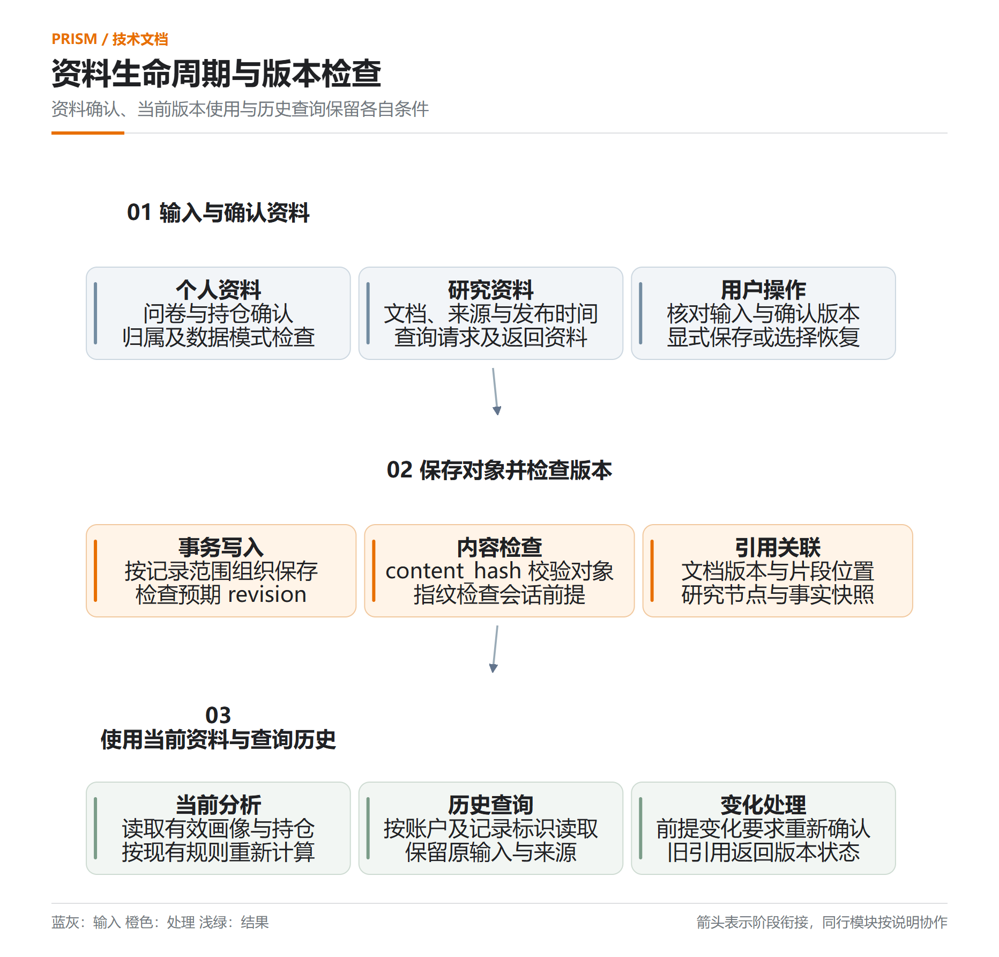 PRISM / 技术文档
资料生命周期与版本检查
资料确认、当前版本使用与历史查询保留各自条件
01 输入与确认资料
个人资料
问卷与持仓确认
归属及数据模式检查
研究资料
文档、来源与发布时间
查询请求及返回资料
用户操作
核对输入与确认版本
显式保存或选择恢复
02 保存对象并检查版本
事务写入
按记录范围组织保存
检查预期 revision
内容检查
content_hash 校验对象
指纹检查会话前提
引用关联
文档版本与片段位置
研究节点与事实快照
03
使用当前资料与查询历史
当前分析
读取有效画像与持仓
按现有规则重新计算
历史查询
按账户及记录标识读取
保留原输入与来源
变化处理
前提变化要求重新确认
旧引用返回版本状态
蓝灰：输入 橙色：处理 浅绿：结果
箭头表示阶段衔接，同行模块按说明协作